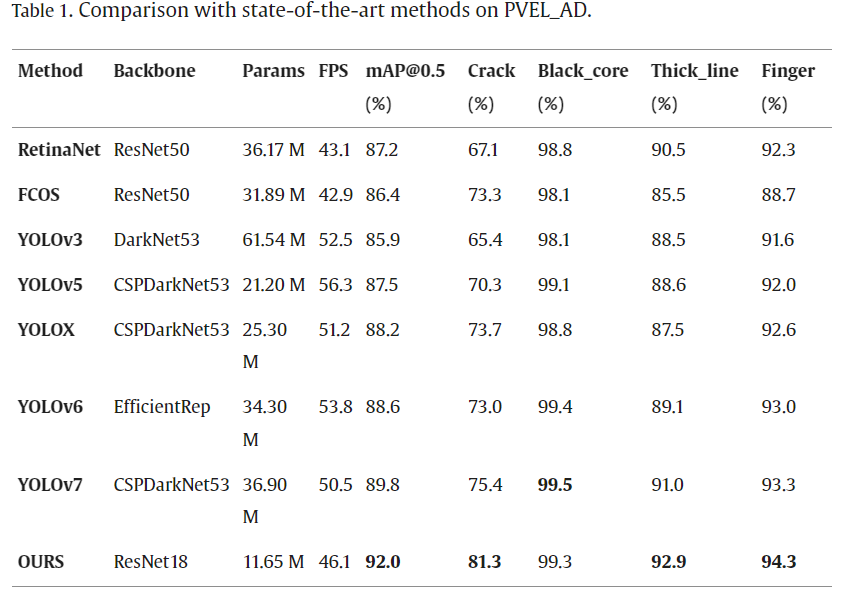 Table 1. Comparison with state-of-the-art methods on PVEL_AD.
Method Backbone Params FPS mAP@0.5 Crack Black_core Thick_line Finger
(%) (%) (%) (%) (%)
RetinaNet ResNet50 36.17 M 43.1 87.2 67.1 98.8 90.5 92.3
FCOS ResNet50 31.89 M 42.9 86.4 73.3 98.1 85.5 88.7
YOLOv3 DarkNet53 61.54 M 52.5 85.9 65.4 98.1 88.5 91.6
YOLOv5 CSPDarkNet53 21.20 M 56.3 87.5 70.3 99.1 88.6 92.0
YOLOX CSPDarkNet53 25.30 51.2 88.2 73.7 98.8 87.5 92.6
M
YOLOv6 EfficientRep 34.30 53.8 88.6 73.0 99.4 89.1 93.0
M
YOLOv7 CSPDarkNet53 36.90 50.5 89.8 75.4 99.5 91.0 93.3
M
OURS ResNet18 11.65 M 46.1 92.0 81.3 99.3 92.9 94.3